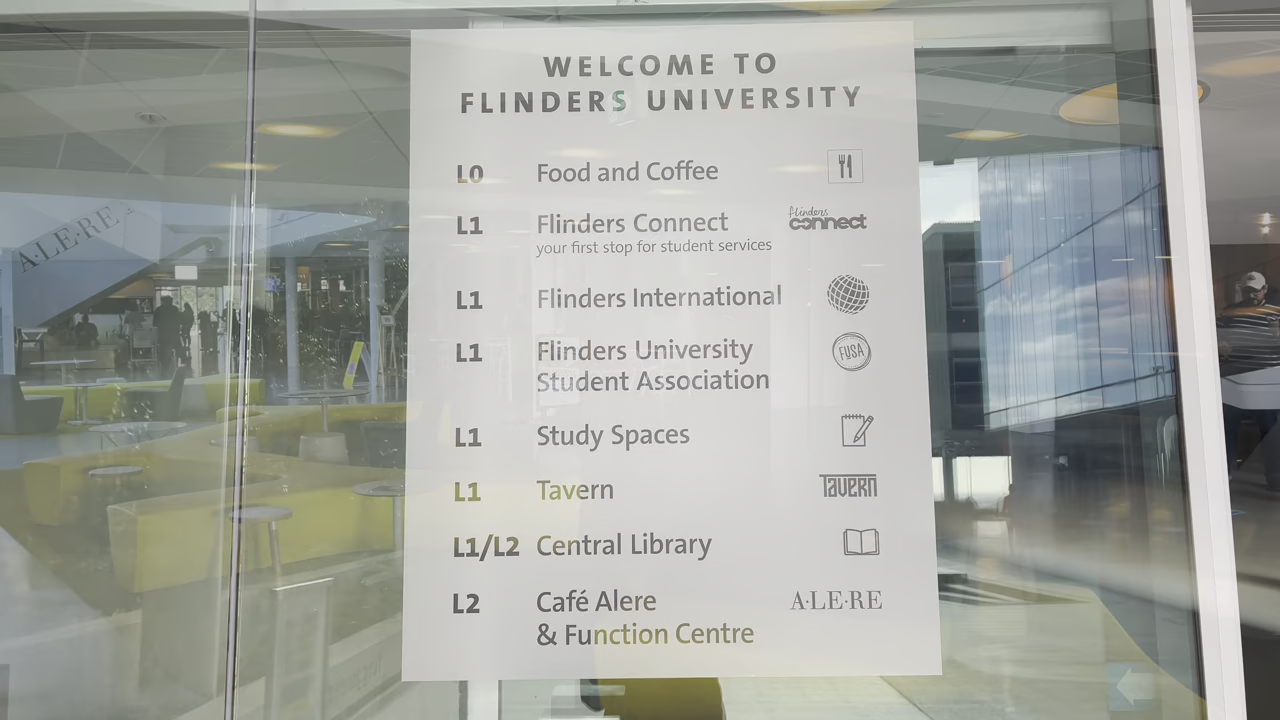 WELCOME TO
FLINDERS UNIVERSITY
L0 Food and Coffee
L1 Flinders Connect flinders connect
your first stop for student services
L1 Flinders International
L1 Flinders University FUSA
Student Association
L1 Study Spaces
L1 Tavern TAVERN
L1/L2 Central Library
L2 Café Alere A·LE·RE
& Function Centre
A·LE·RE